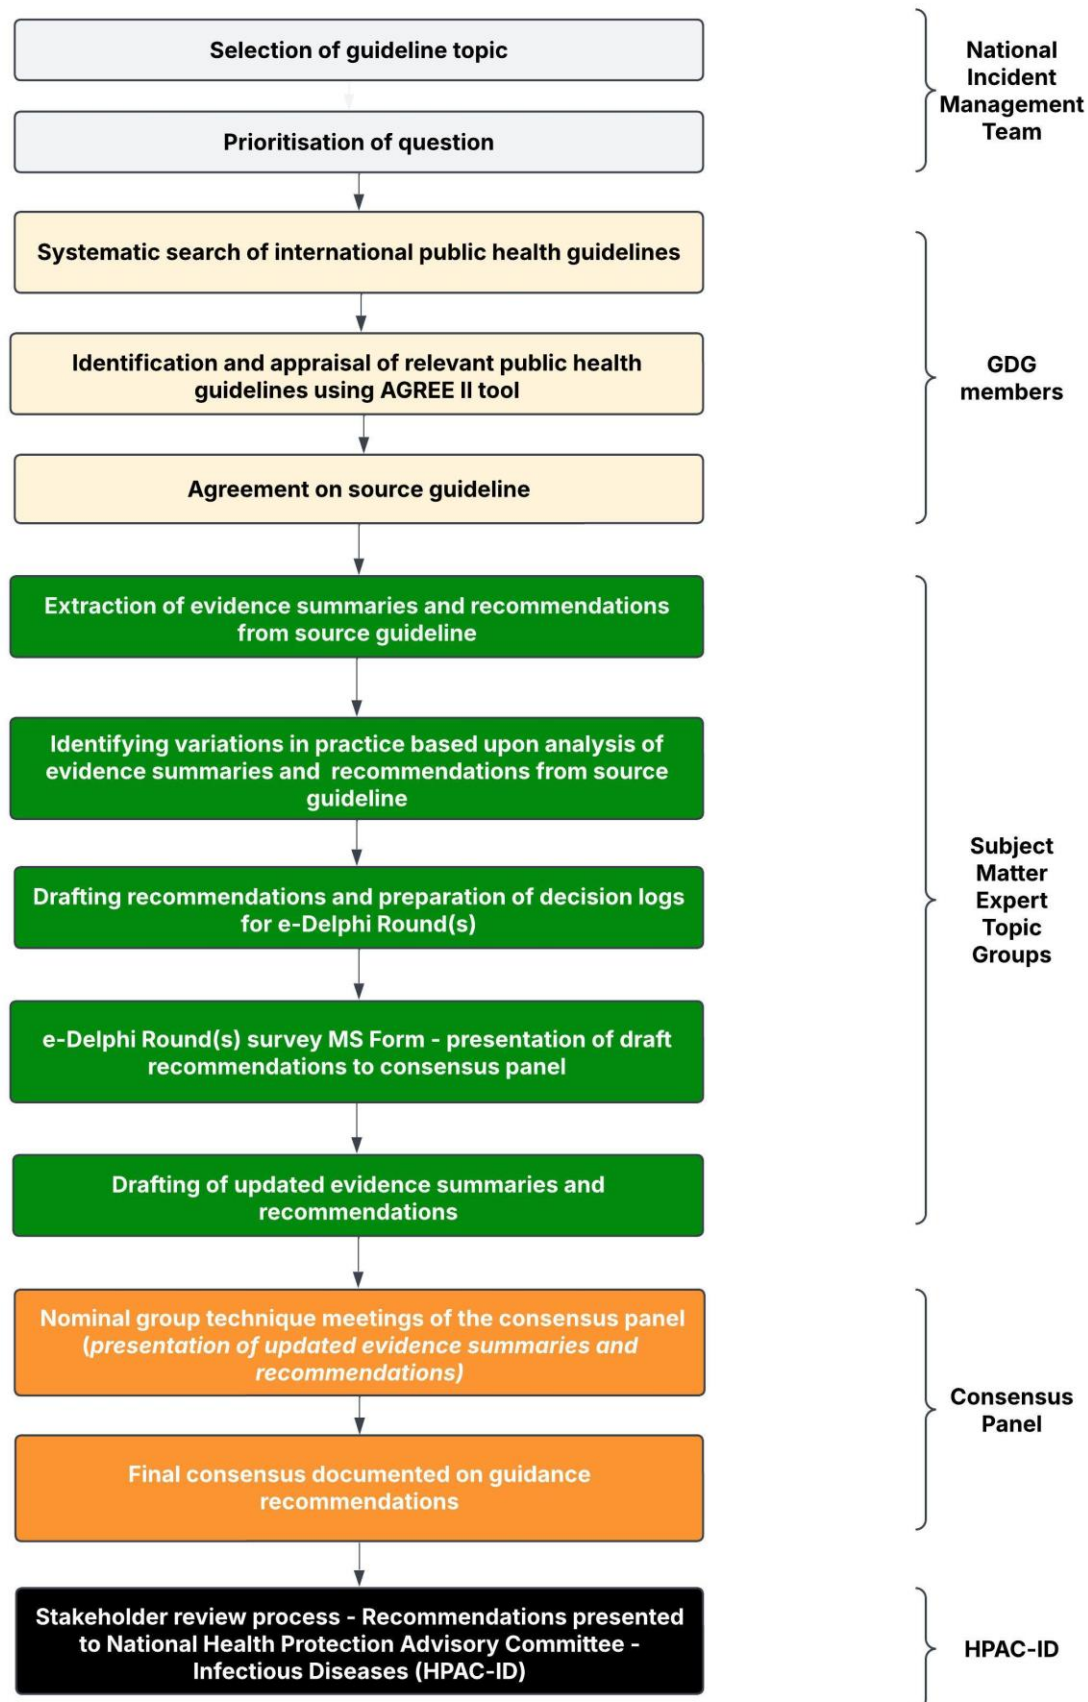 Selection of guideline topic
Prioritisation of question
National
Incident
Management
Team
Systematic search of international public health guidelines
Identification and appraisal of relevant public health
guidelines using AGREE II tool
Agreement on source guideline
GDG
members
Extraction of evidence summaries and recommendations
from source guideline
Identifying variations in practice based upon analysis of
evidence summaries and  recommendations from source
guideline
Drafting recommendations and preparation of decision logs
for e-Delphi Round(s)
e-Delphi Round(s) survey MS Form - presentation of draft
recommendations to consensus panel
Drafting of updated evidence summaries and
recommendations
Subject
Matter
Expert
Topic
Groups
Nominal group technique meetings of the consensus panel
(presentation of updated evidence summaries and
recommendations)
Final consensus documented on guidance
recommendations
Consensus
Panel
Stakeholder review process - Recommendations presented
to National Health Protection Advisory Committee -
Infectious Diseases (HPAC-ID)
HPAC-ID